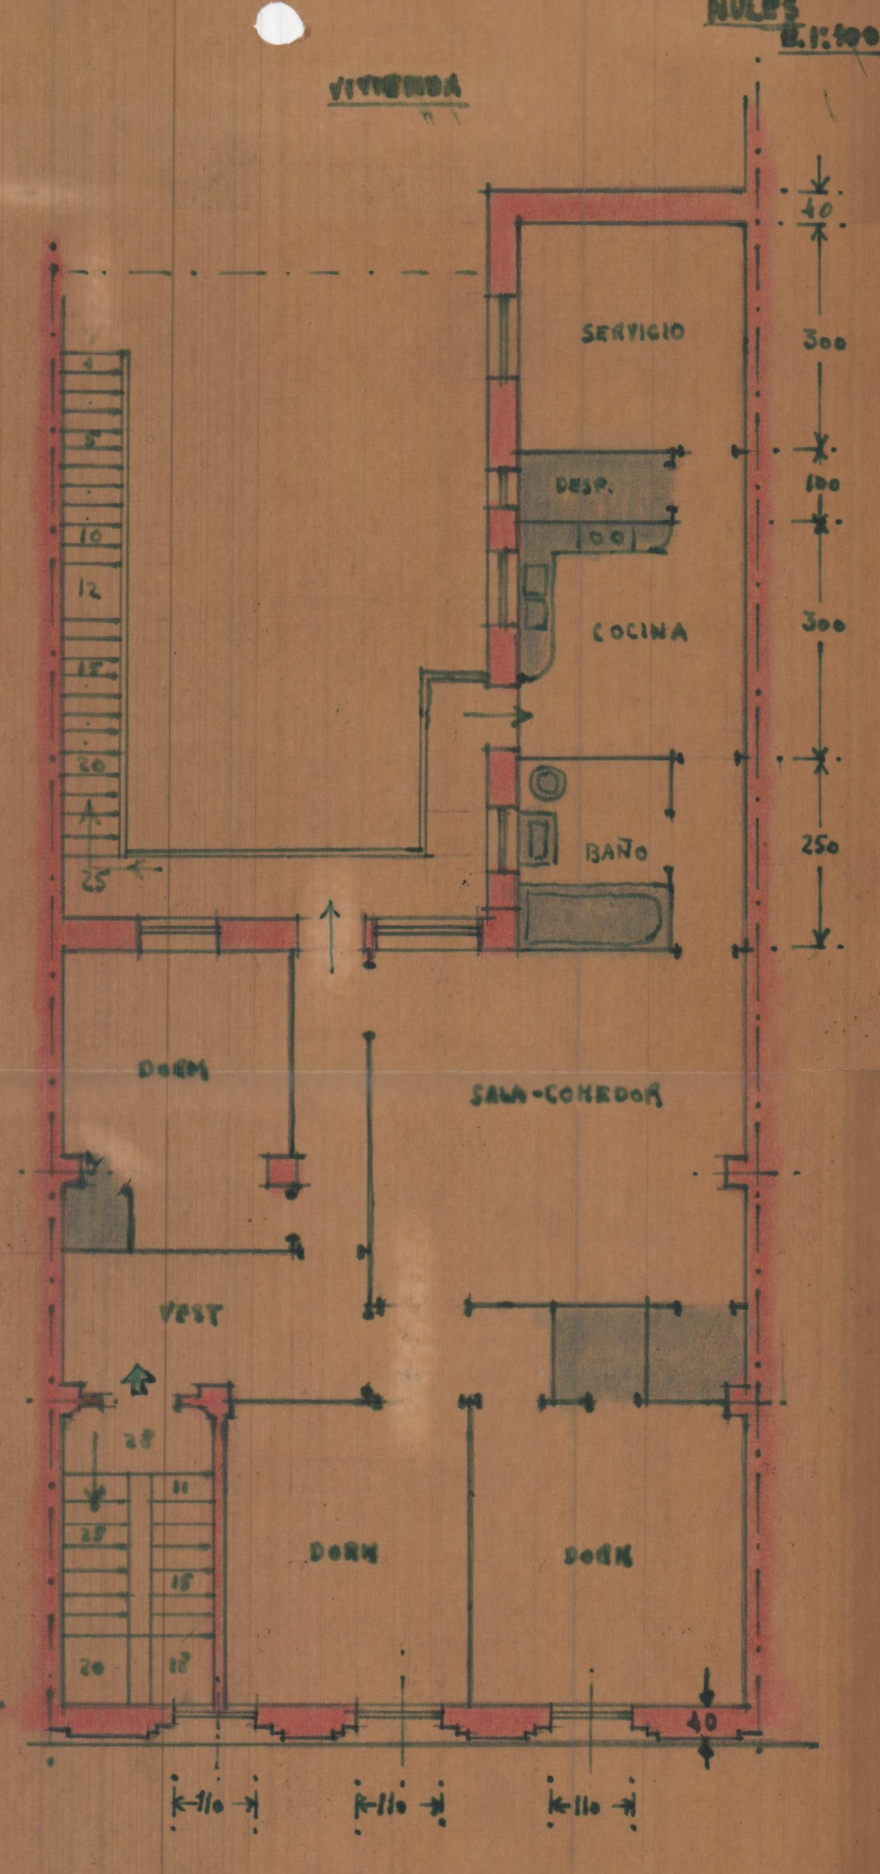 NULES
E.1:100
VIVIENDA
40
SERVICIO
300
5
DESP.
100
10
12
COCINA
300
15
20
BAÑO
250
25
DORM
SALA-COMEDOR
VEST
28
11
25
DORM
DORM
15
20
18
40
110
110
110